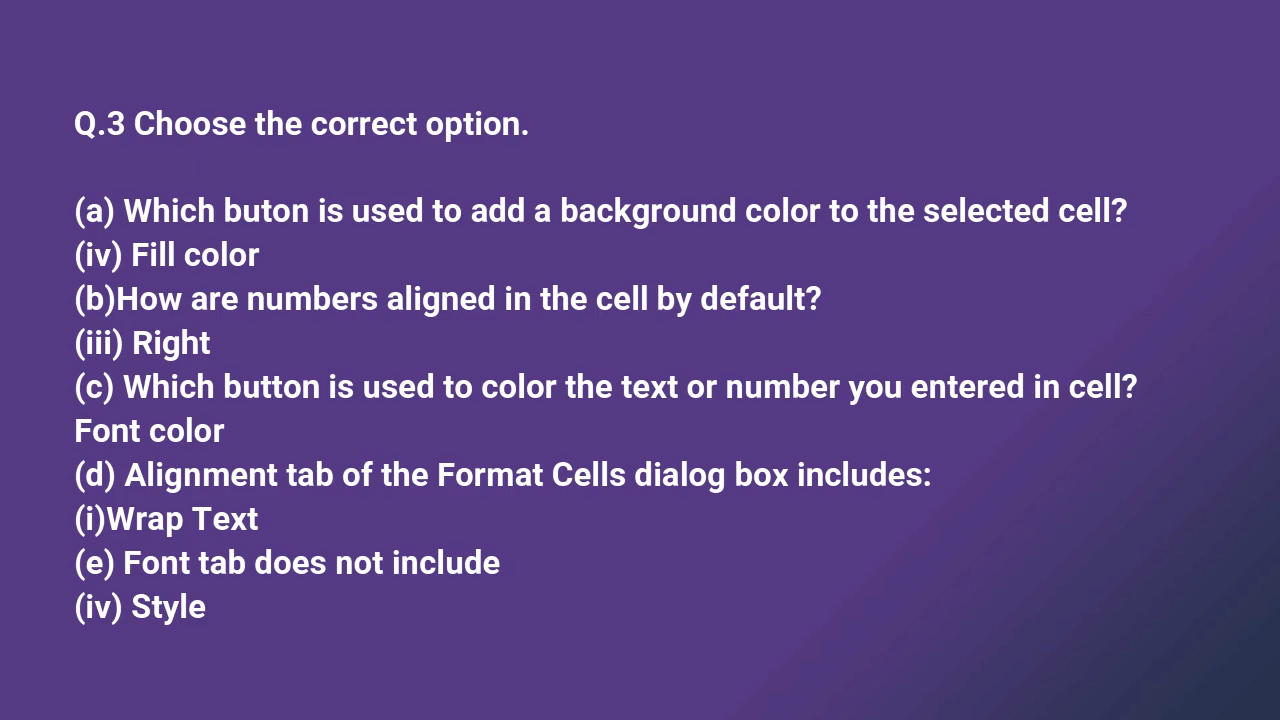 Q.3 Choose the correct option.
(a) Which buton is used to add a background color to the selected cell?
(iv) Fill color
(b)How are numbers aligned in the cell by default?
(iii) Right
(c) Which button is used to color the text or number you entered in cell?
Font color
(d) Alignment tab of the Format Cells dialog box includes:
(i)Wrap Text
(e) Font tab does not include
(iv) Style